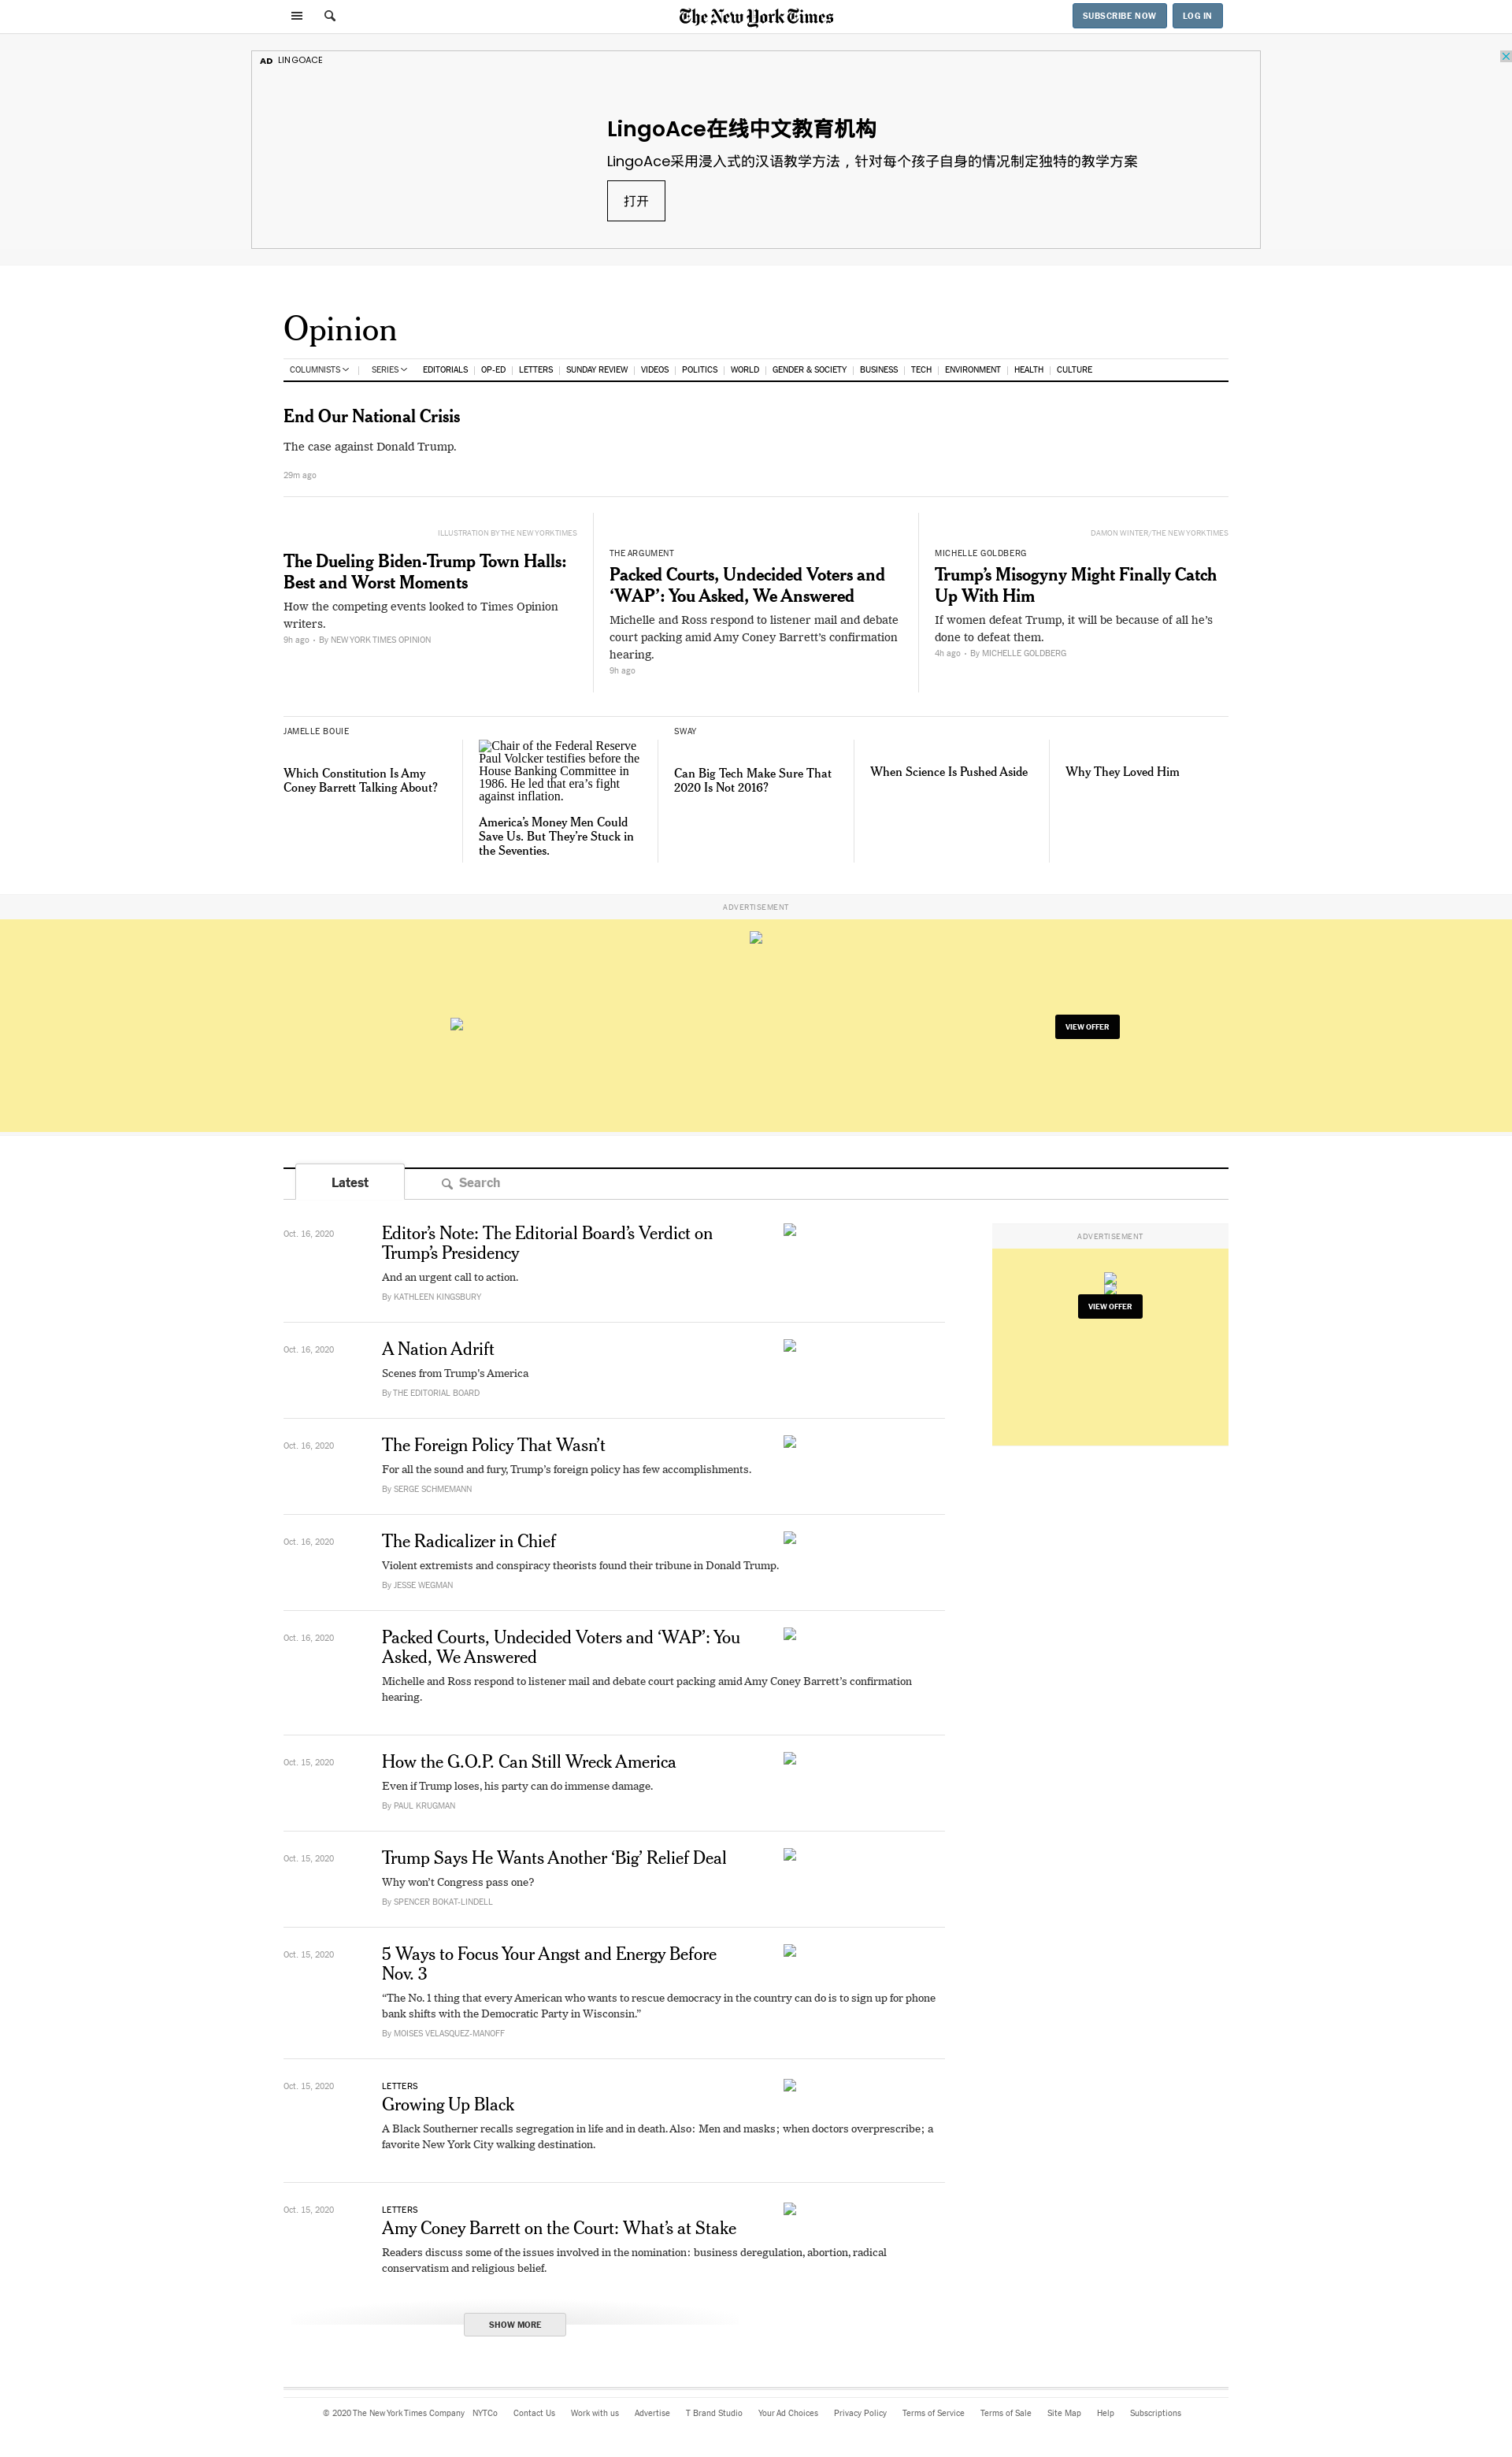 The New York Times
SUBSCRIBE NOW
LOG IN
AD LINGOACE
LingoAce在线中文教育机构
LingoAce采用浸入式的汉语教学方法，针对每个孩子自身的情况制定独特的教学方案
打开
Opinion
COLUMNISTS
SERIES
EDITORIALS
OP-ED
LETTERS
SUNDAY REVIEW
VIDEOS
POLITICS
WORLD
GENDER & SOCIETY
BUSINESS
TECH
ENVIRONMENT
HEALTH
CULTURE
End Our National Crisis
The case against Donald Trump.
29m ago
ILLUSTRATION BY THE NEW YORK TIMES
The Dueling Biden-Trump Town Halls:
Best and Worst Moments
How the competing events looked to Times Opinion
writers.
9h ago • By NEW YORK TIMES OPINION
THE ARGUMENT
Packed Courts, Undecided Voters and
‘WAP’: You Asked, We Answered
Michelle and Ross respond to listener mail and debate
court packing amid Amy Coney Barrett’s confirmation
hearing.
9h ago
DAMON WINTER/THE NEW YORK TIMES
MICHELLE GOLDBERG
Trump’s Misogyny Might Finally Catch
Up With Him
If women defeat Trump, it will be because of all he’s
done to defeat them.
4h ago • By MICHELLE GOLDBERG
JAMELLE BOUIE
Which Constitution Is Amy
Coney Barrett Talking About?
Chair of the Federal Reserve
Paul Volcker testifies before the
House Banking Committee in
1986. He led that era’s fight
against inflation.
America’s Money Men Could
Save Us. But They’re Stuck in
the Seventies.
SWAY
Can Big Tech Make Sure That
2020 Is Not 2016?
When Science Is Pushed Aside
Why They Loved Him
ADVERTISEMENT
VIEW OFFER
Latest
Search
Oct. 16, 2020
Editor’s Note: The Editorial Board’s Verdict on
Trump’s Presidency
And an urgent call to action.
By KATHLEEN KINGSBURY
ADVERTISEMENT
VIEW OFFER
Oct. 16, 2020
A Nation Adrift
Scenes from Trump’s America
By THE EDITORIAL BOARD
Oct. 16, 2020
The Foreign Policy That Wasn’t
For all the sound and fury, Trump’s foreign policy has few accomplishments.
By SERGE SCHMEMANN
Oct. 16, 2020
The Radicalizer in Chief
Violent extremists and conspiracy theorists found their tribune in Donald Trump.
By JESSE WEGMAN
Oct. 16, 2020
Packed Courts, Undecided Voters and ‘WAP’: You
Asked, We Answered
Michelle and Ross respond to listener mail and debate court packing amid Amy Coney Barrett’s confirmation
hearing.
Oct. 15, 2020
How the G.O.P. Can Still Wreck America
Even if Trump loses, his party can do immense damage.
By PAUL KRUGMAN
Oct. 15, 2020
Trump Says He Wants Another ‘Big’ Relief Deal
Why won’t Congress pass one?
By SPENCER BOKAT-LINDELL
Oct. 15, 2020
5 Ways to Focus Your Angst and Energy Before
Nov. 3
“The No. 1 thing that every American who wants to rescue democracy in the country can do is to sign up for phone
bank shifts with the Democratic Party in Wisconsin.”
By MOISES VELASQUEZ-MANOFF
Oct. 15, 2020
LETTERS
Growing Up Black
A Black Southerner recalls segregation in life and in death. Also: Men and masks; when doctors overprescribe; a
favorite New York City walking destination.
Oct. 15, 2020
LETTERS
Amy Coney Barrett on the Court: What’s at Stake
Readers discuss some of the issues involved in the nomination: business deregulation, abortion, radical
conservatism and religious belief.
SHOW MORE
© 2020 The New York Times Company
NYTCo
Contact Us
Work with us
Advertise
T Brand Studio
Your Ad Choices
Privacy Policy
Terms of Service
Terms of Sale
Site Map
Help
Subscriptions